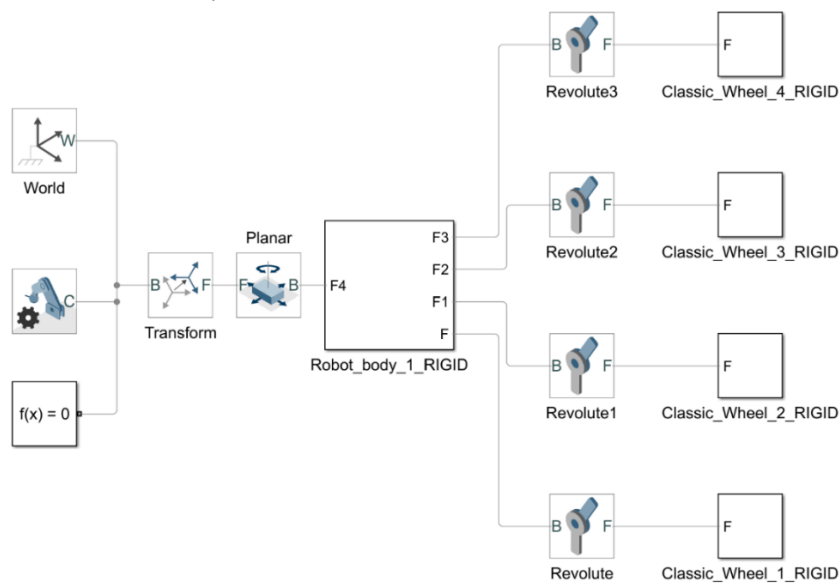 B
F
F
Revolute3
Classic_Wheel_4_RIGID
W
World
B
F
F
Revolute2
Classic_Wheel_3_RIGID
Planar
F3
F2
F4
F1
F
C
B
F
F
B
Transform
Robot_body_1_RIGID
B
F
F
Revolute1
Classic_Wheel_2_RIGID
f(x) = 0
B
F
F
Revolute
Classic_Wheel_1_RIGID